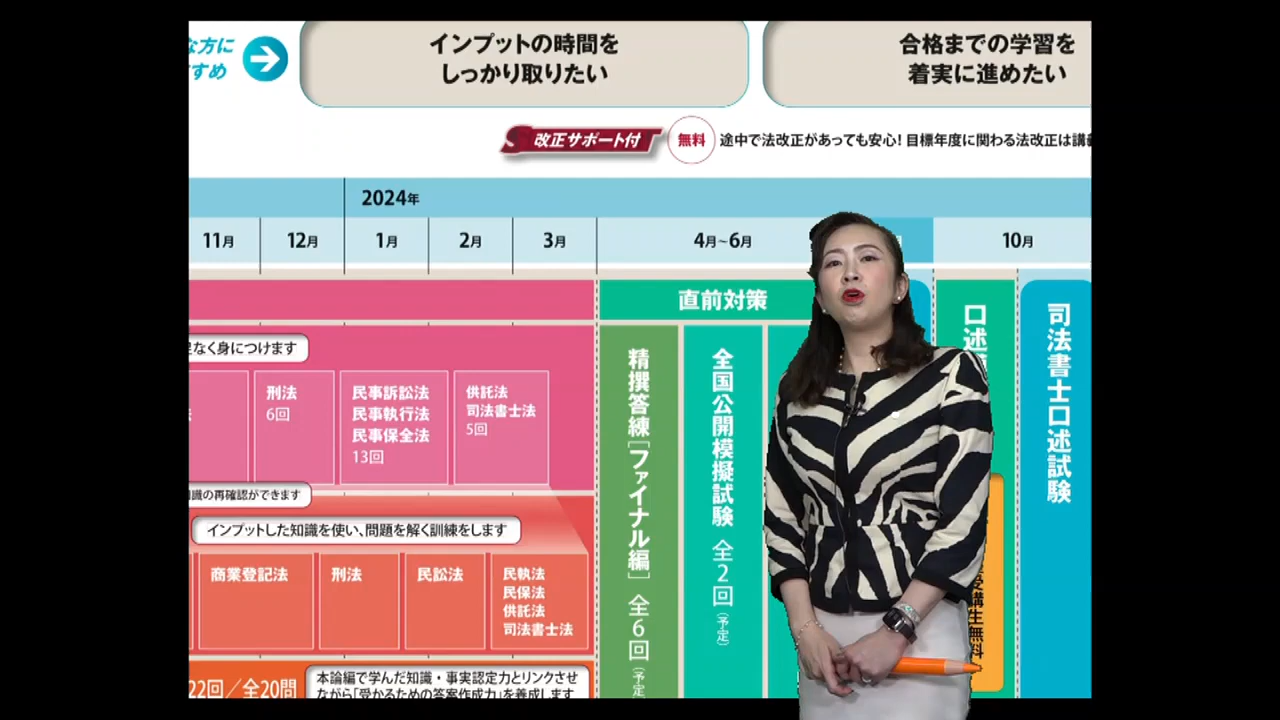 な方に
すめ
インプットの時間を
しっかり取りたい
合格までの学習を
着実に進めたい
改正サポート付
無料
途中で法改正があっても安心! 目標年度に関わる法改正は講
2024年
11月
12月
1月
2月
3月
4月~6月
10月
直前対策
なく身につけます
刑法
6回
民事訴訟法
民事執行法
民事保全法
13回
供託法
司法書士法
5回
識の再確認ができます
インプットした知識を使い、問題を解く訓練をします
商業登記法
刑法
民訟法
民執法
民保法
供託法
司法書士法
22回/全20問
本論編で学んだ知識・事実認定力とリンクさせ
ながら「受かるための答案作成力」を養成します
精撰答練[ファイナル編] 全6回(予定
全国公開模擬試験 全2回(予定)
口述
受講生無料
司法書士口述試験